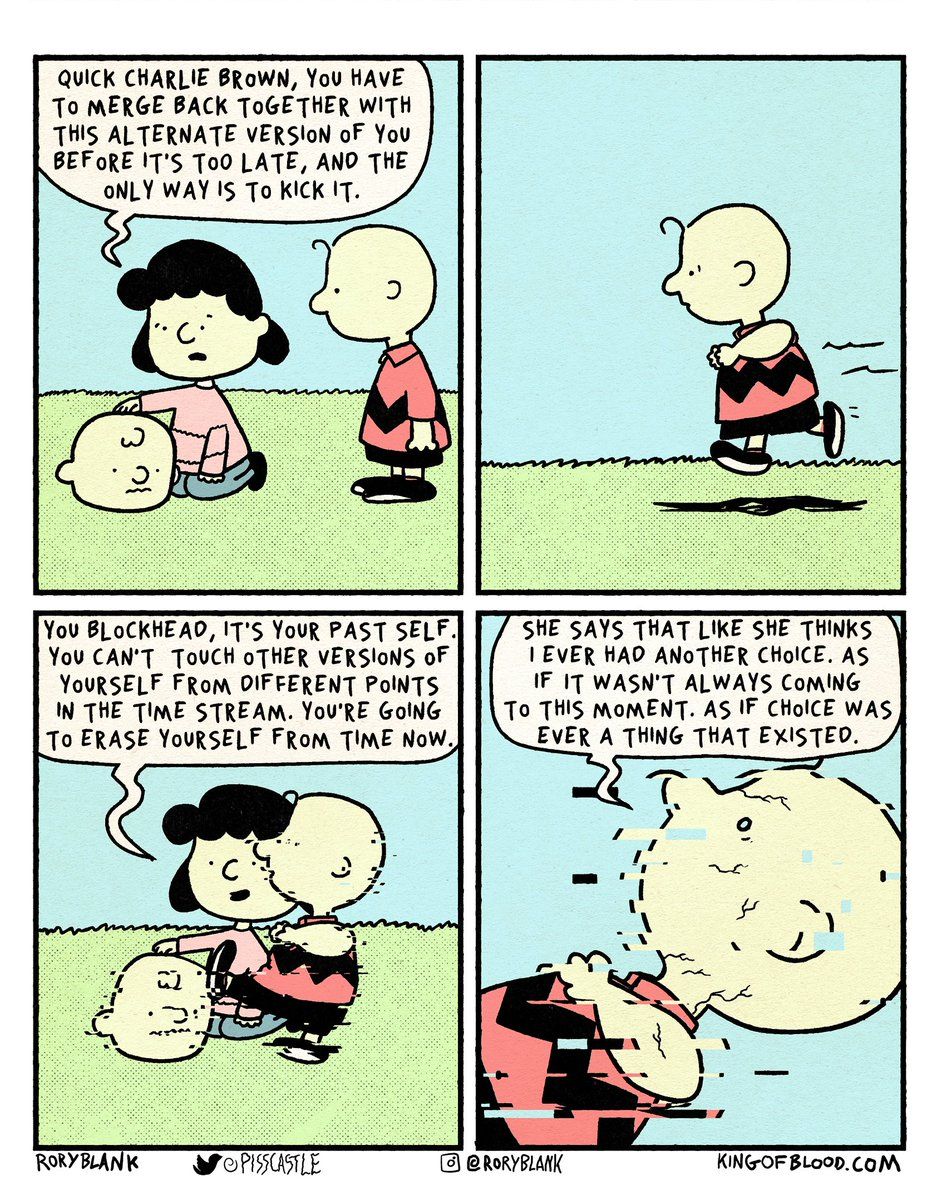 QUICK CHARLIE BROWN, YOU HAVE
TO MERGE BACK TOGETHER WITH
THIS ALTERNATE VERSION OF YOU
BEFORE IT'S TOO LATE, AND THE
ONLY WAY IS TO KICK IT.
YOU BLOCKHEAD, IT'S YOUR PAST SELF.
YOU CAN'T TOUCH OTHER VERSIONS OF
YOURSELF FROM DIFFERENT POINTS
IN THE TIME STREAM. YOU'RE GOING
TO ERASE YOURSELF FROM TIME NOW.
SHE SAYS THAT LIKE SHE THINKS
I EVER HAD ANOTHER CHOICE. AS
IF IT WASN'T ALWAYS COMING
TO THIS MOMENT. AS IF CHOICE WAS
EVER A THING THAT EXISTED.
RORY BLANK @PISSCASTLE @RORYBLANK KINGOFBLOOD.COM